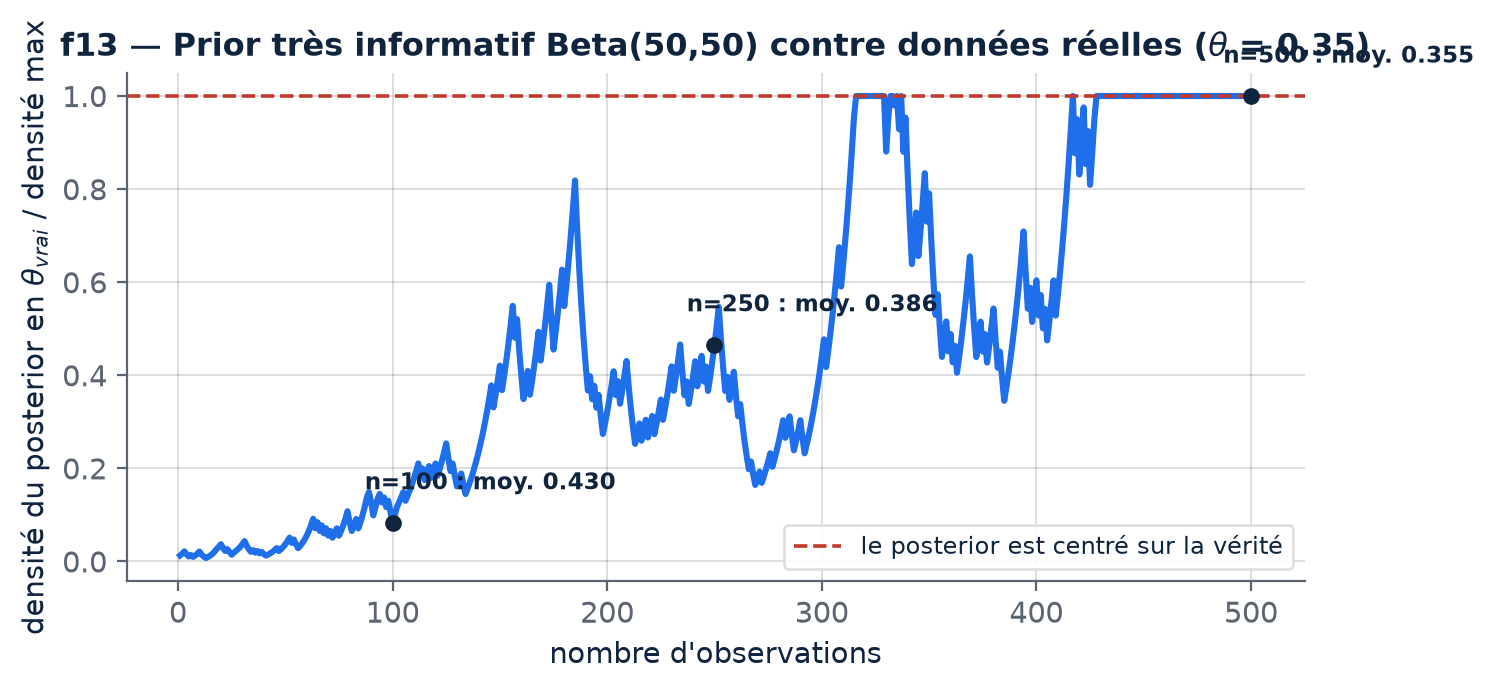 f13 — Prior très informatif Beta(50,50) contre données réelles (θ = 0.35)
n=500 : moy. 0.355
densité du posterior en θvrai / densité max
1.0
0.8
0.6
0.4
0.2
0.0
n=250 : moy. 0.386
n=100 : moy. 0.430
le posterior est centré sur la vérité
0
100
200
300
400
500
nombre d'observations